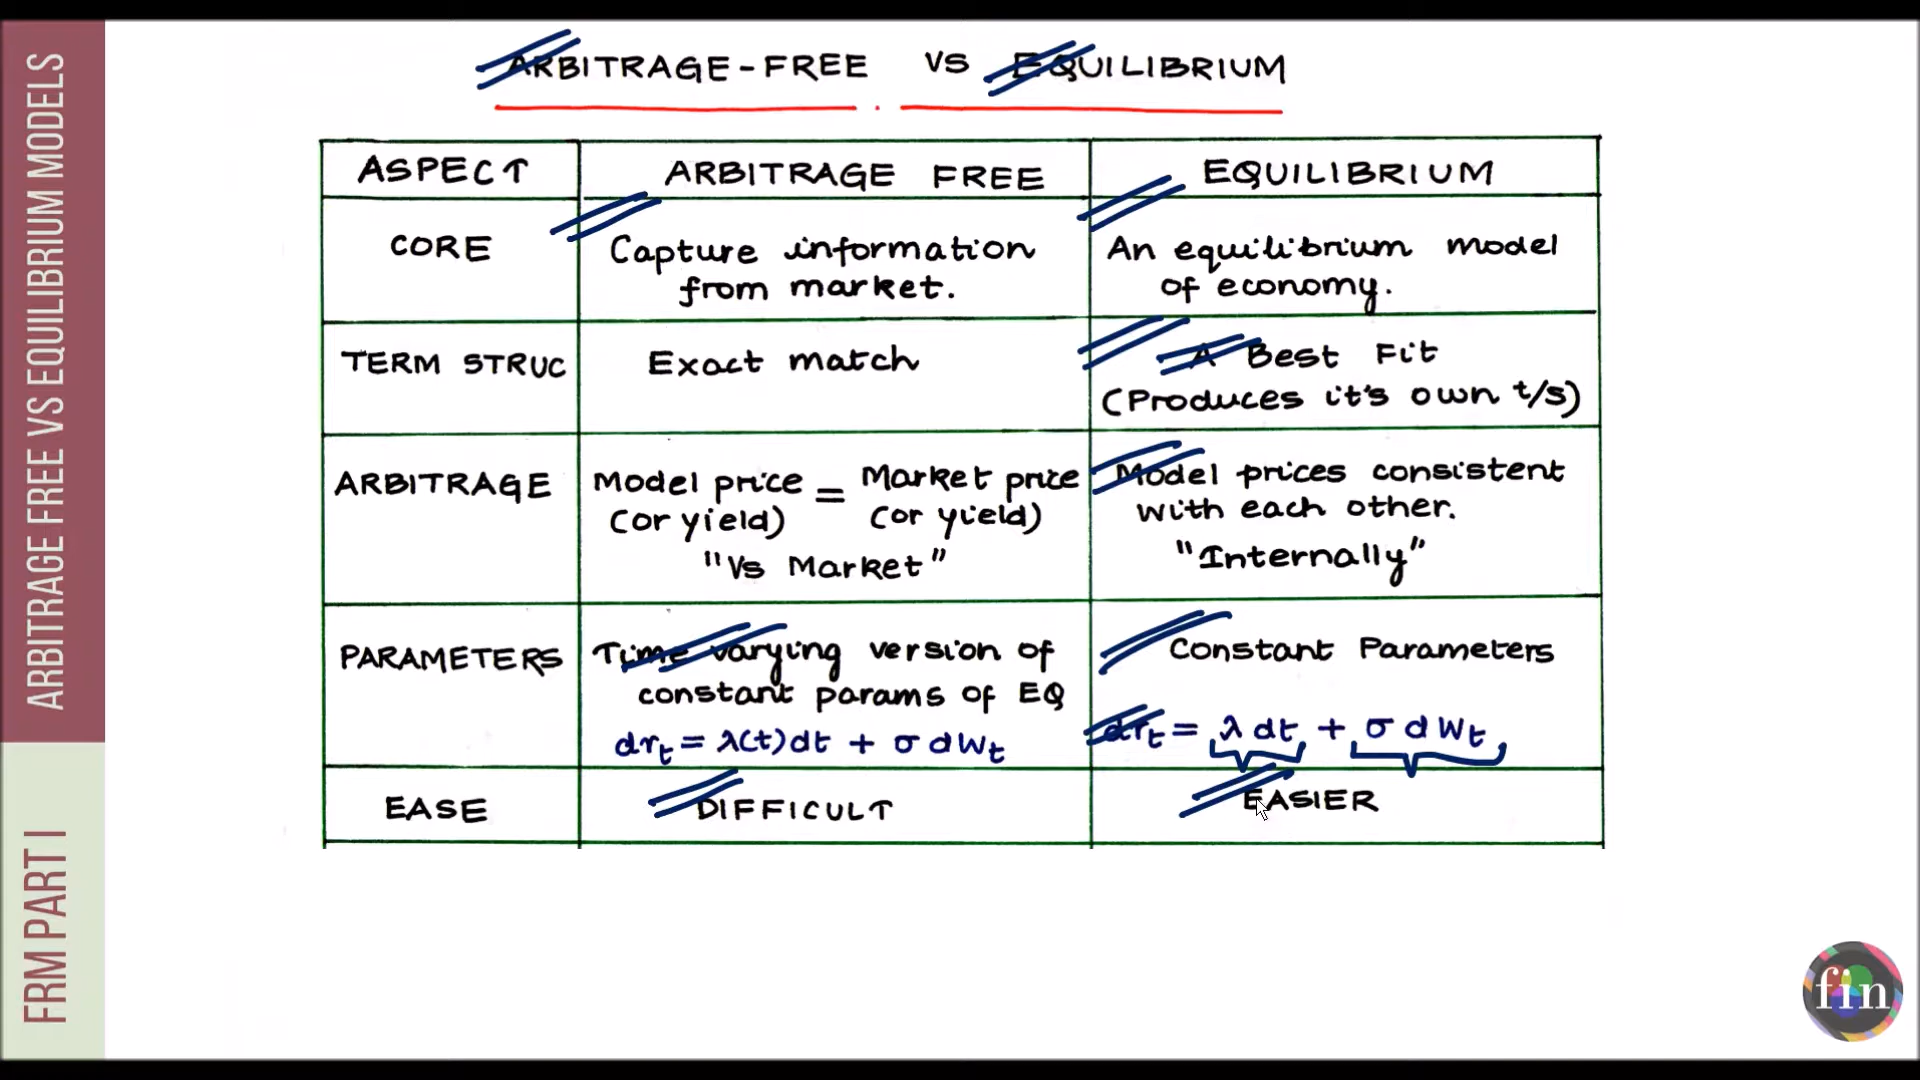 ARBITRAGE FREE VS EQUILIBRIUM MODELS
FRM PART I
ARBITRAGE-FREE VS EQUILIBRIUM
ASPECT ARBITRAGE FREE EQUILIBRIUM
CORE
Capture information
from market.
An equilibrium model
of economy.
TERM STRUC
Exact match
A Best Fit
(Produces it's own t/s)
ARBITRAGE
Model price = Market price
(or yield) (or yield)
"Vs Market"
Model prices consistent
with each other.
"Internally"
PARAMETERS
Time varying version of
constant params of EQ
drₜ = λ(t)dt + σ dWₜ
Constant Parameters
drₜ = λ dt + σ dWₜ
EASE DIFFICULT EASIER
fin